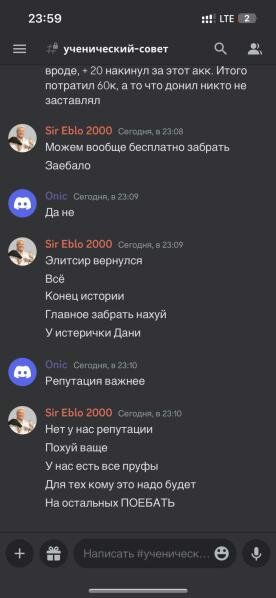 23:59
LTE 2
ученический-совет
вроде, + 20 накинул за этот акк. Итого
потратил 60к, а то что донил никто не
заставлял
Sir Eblo 2000 Сегодня, в 23:08
Можем вообще бесплатно забрать
Заебало
Onic Сегодня, в 23:09
Да не
Sir Eblo 2000 Сегодня, в 23:09
Элитсир вернулся
Всё
Конец истории
Главное забрать нахуй
У истерички Дани
Onic Сегодня, в 23:10
Репутация важнее
Sir Eblo 2000 Сегодня, в 23:10
Нет у нас репутации
Похуй ваще
У нас есть все пруфы
Для тех кому это надо будет
На остальных ПОЕБАТЬ
Написать #ученическ...